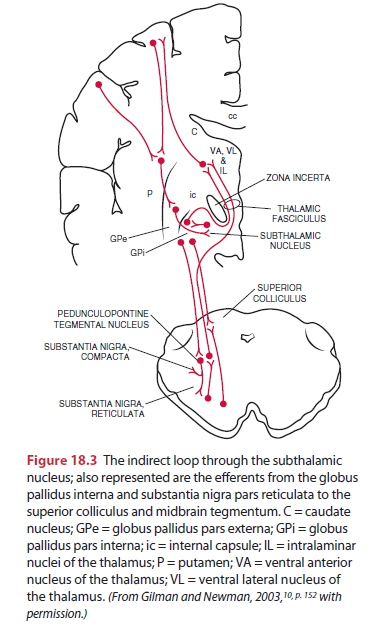 cc
C
VA, VL
&
IL
ZONA INCERTA
P
ic
THALAMIC
FASCICULUS
GPe
SUBTHALAMIC
NUCLEUS
GPi
SUPERIOR
COLLICULUS
PEDUNCULOPONTINE
TEGMENTAL NUCLEUS
SUBSTANTIA NIGRA,
COMPACTA
SUBSTANTIA NIGRA,
RETICULATA
Figure 18.3 The indirect loop through the subthalamic
nucleus; also represented are the efferents from the globus
pallidus interna and substantia nigra pars reticulata to the
superior colliculus and midbrain tegmentum. C = caudate
nucleus; GPe = globus pallidus pars externa; GPi = globus
pallidus pars interna; ic = internal capsule; IL = intralaminar
nuclei of the thalamus; P = putamen; VA = ventral anterior
nucleus of the thalamus; VL = ventral lateral nucleus of
the thalamus. (From Gilman and Newman, 2003,10, p. 152 with
permission.)